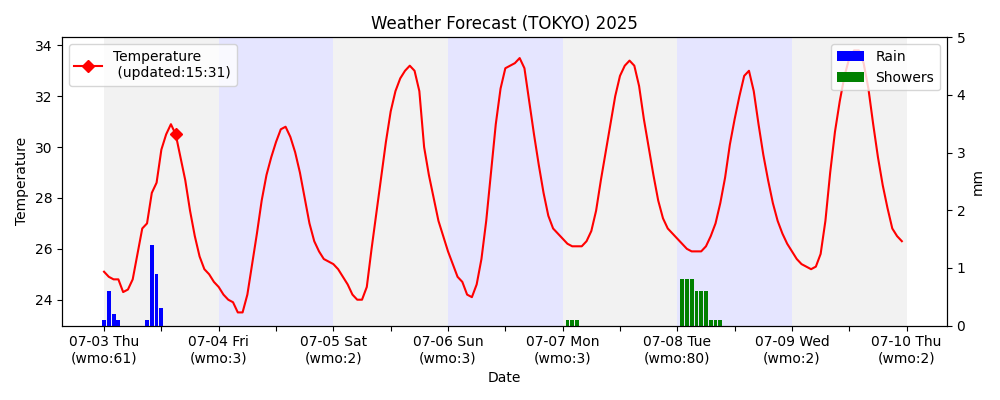 Weather Forecast (TOKYO) 2025
Temperature
(updated:15:31)
Rain
Showers
34
32
30
28
26
24
Temperature
5
4
3
2
1
0
mm
07-03 Thu
(wmo:61)
07-04 Fri
(wmo:3)
07-05 Sat
(wmo:2)
07-06 Sun
(wmo:3)
07-07 Mon
(wmo:3)
07-08 Tue
(wmo:80)
07-09 Wed
(wmo:2)
07-10 Thu
(wmo:2)
Date